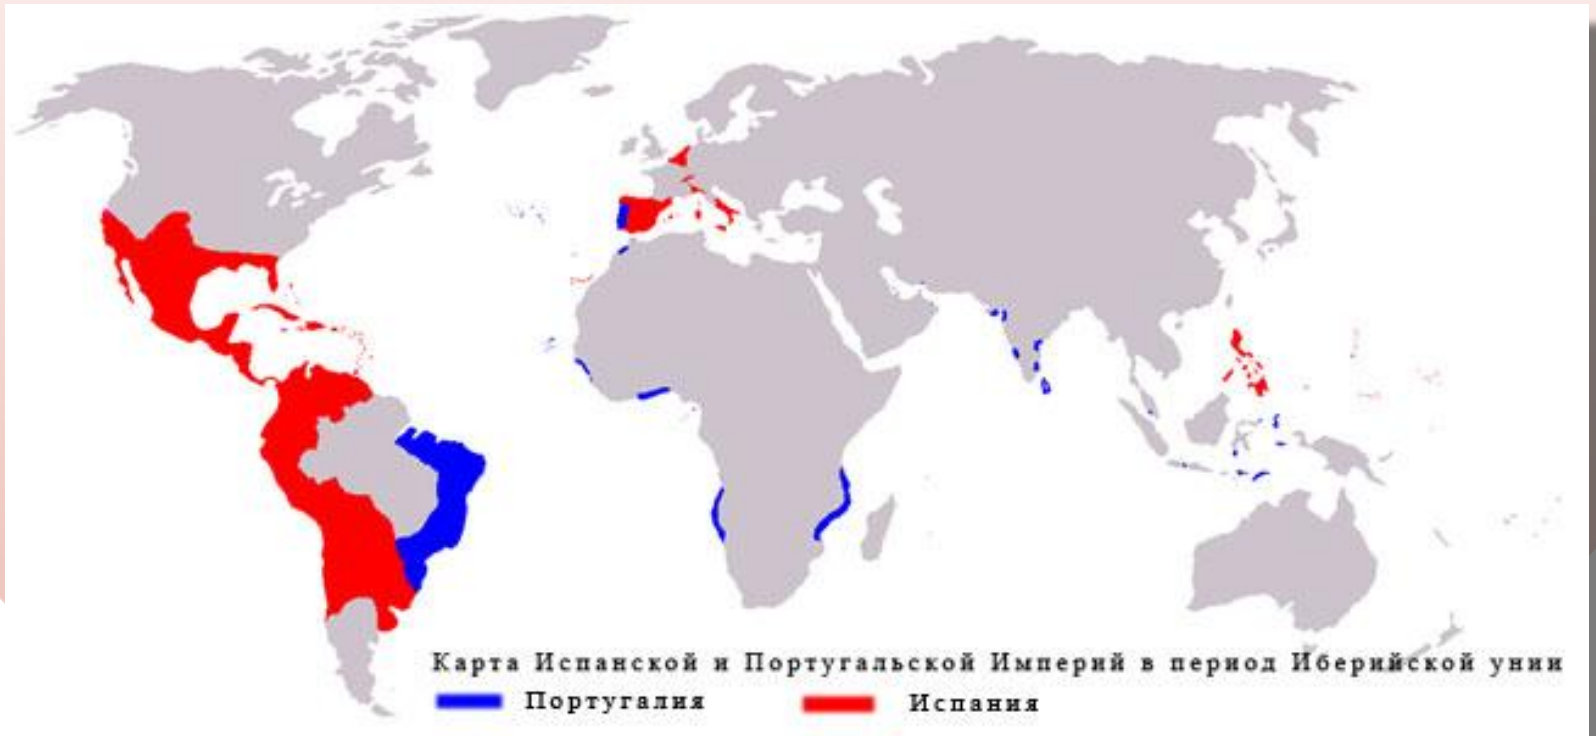 Карта Испанской и Португальской Империй в период Иберийской унии
Португалия Испания